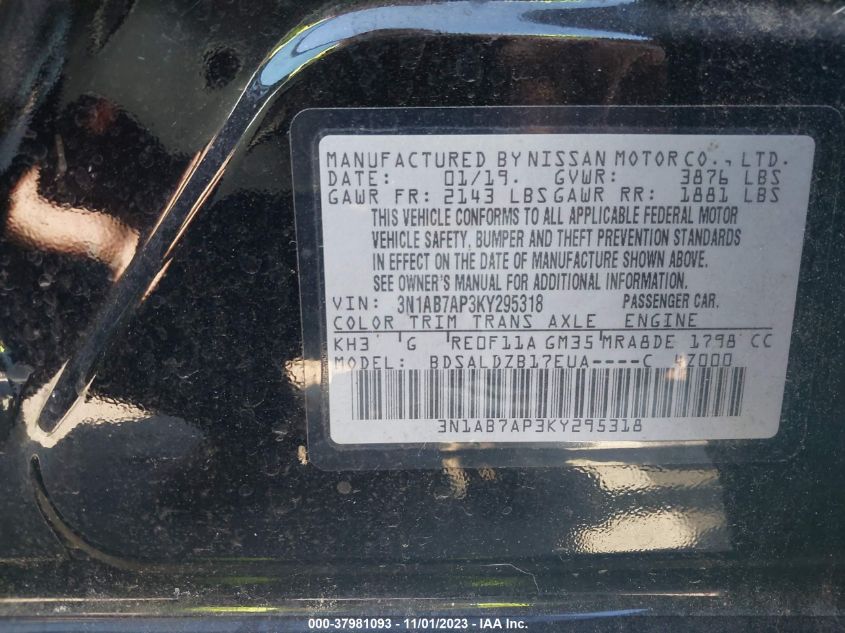 MANUFACTURED BY NISSAN MOTOR CO., LTD.
DATE: 01/19. GVWR: 3876 LBS
GAWR FR: 2143 LBS GAWR RR: 1881 LBS
THIS VEHICLE CONFORMS TO ALL APPLICABLE FEDERAL MOTOR
VEHICLE SAFETY, BUMPER AND THEFT PREVENTION STANDARDS
IN EFFECT ON THE DATE OF MANUFACTURE SHOWN ABOVE.
SEE OWNER'S MANUAL FOR ADDITIONAL INFORMATION.
VIN: 3N1AB7AP3KY295318 PASSENGER CAR.
COLOR TRIM TRANS AXLE ENGINE
KH3 G RE0F11A GM35 MRA8DE 1798 CC
MODEL: BDSALDZB17EUA----C 4Z000
3N1AB7AP3KY295318
000-37981093 — 11/01/2023 - IAA Inc.